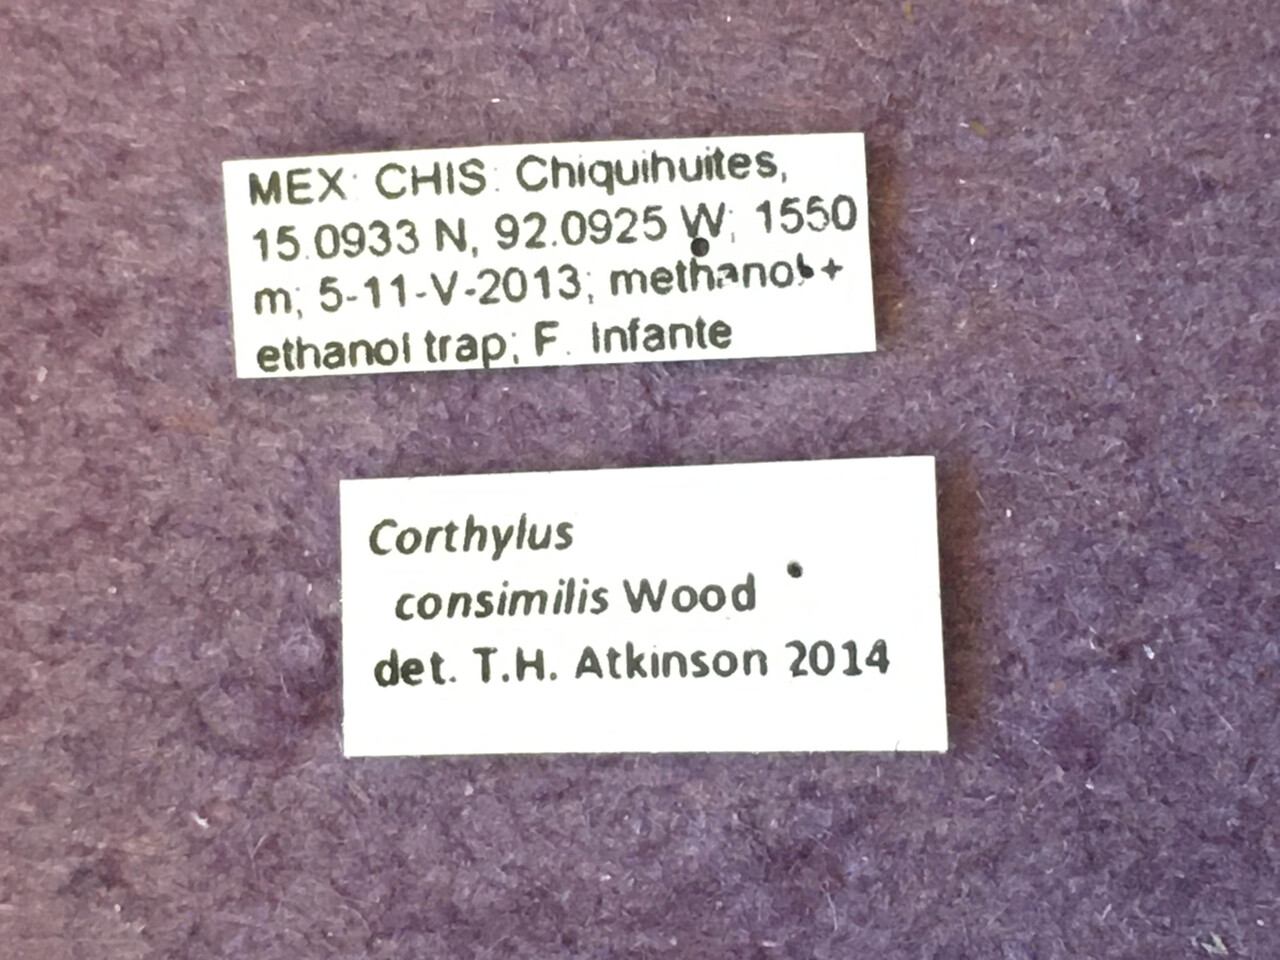 MEX: CHIS: Chiquihuites,
15.0933 N, 92.0925 W; 1550
m; 5-11-V-2013; methanol +
ethanol trap; F. Infante
Corthylus
consimilis Wood
det. T.H. Atkinson 2014